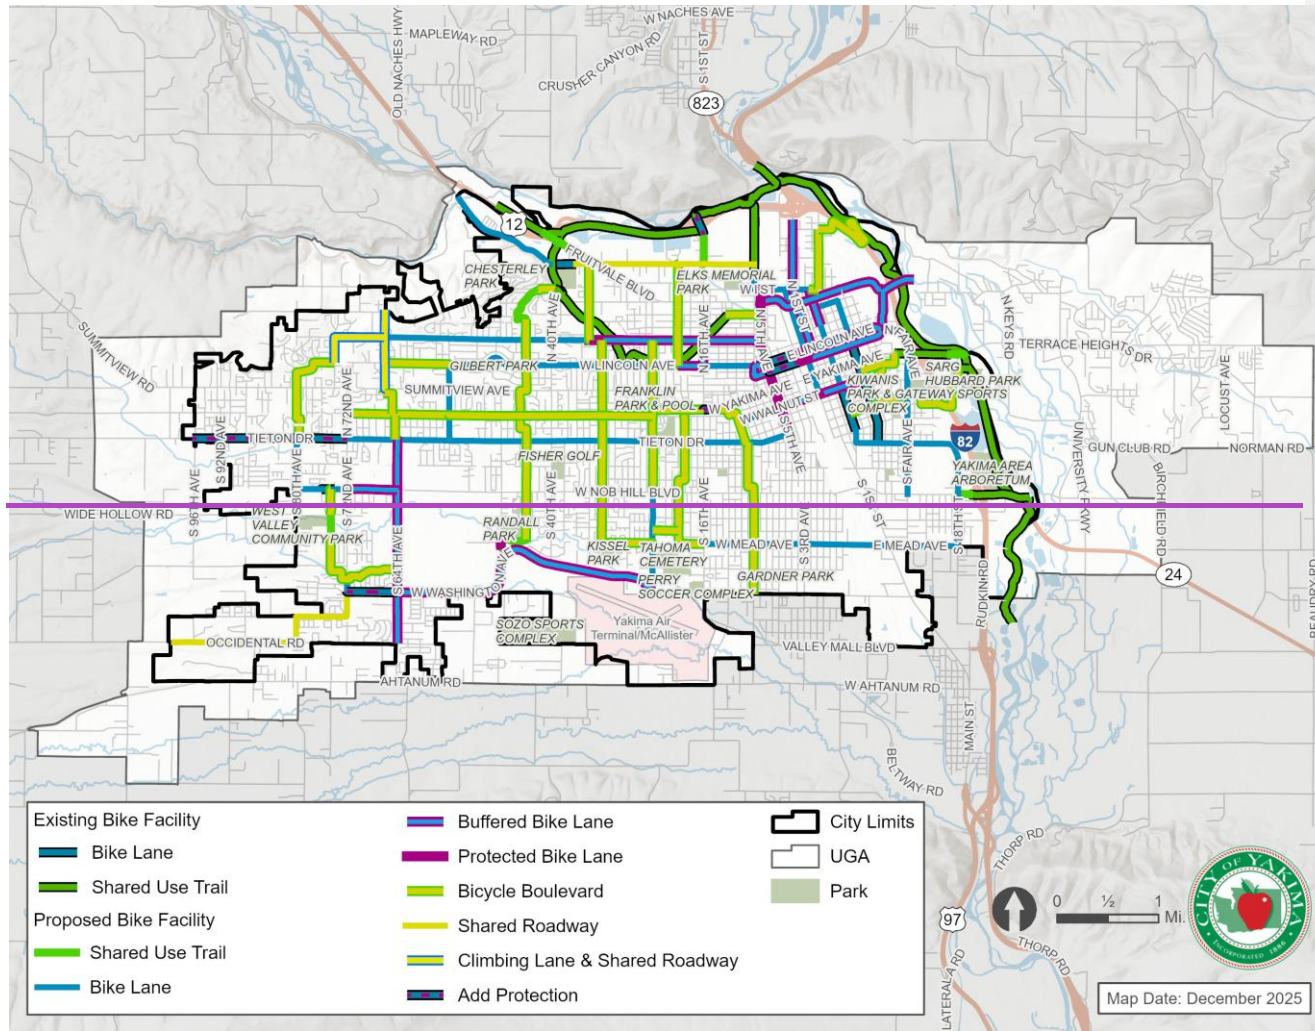 W NACHES AVE
MAPLEWAY RD
OLD NACHES HWY
CRUSHER CANYON RD
S 1ST ST
823
12
FRUITVALE BLVD
CHESTERLEY
PARK
ELKS MEMORIAL
PARK
W I ST
N 1ST ST
N 40TH AVE
N 16TH AVE
N 5TH AVE
E LINCOLN AVE
N FAIR AVE
N KEYS RD
TERRACE HEIGHTS DR
SUMMITVIEW RD
GILBERT PARK
W LINCOLN AVE
E YAKIMA AVE
SARG
HUBBARD PARK
KIWANIS
PARK & GATEWAY SPORTS
COMPLEX
SUMMITVIEW AVE
FRANKLIN
PARK & POOL
W YAKIMA AVE
W WALNUT ST
N 72ND AVE
LOCUST AVE
TIETON DR
TIETON DR
S 92ND AVE
S 5TH AVE
82
GUN CLUB RD
NORMAN RD
FISHER GOLF
S FAIR AVE
YAKIMA AREA
ARBORETUM
UNIVERSITY PKWY
BIRCHFIELD RD
S 96TH AVE
S 80TH AVE
S 72ND AVE
S 40TH AVE
W NOB HILL BLVD
S 16TH AVE
S 3RD AVE
S 1ST ST
S 18TH ST
WIDE HOLLOW RD
WEST
VALLEY
COMMUNITY PARK
RANDALL
PARK
KISSEL
PARK
TAHOMA
CEMETERY
W MEAD AVE
E MEAD AVE
24
S 64TH AVE
W WASHINGTON AVE
PERRY
SOCCER COMPLEX
GARDNER PARK
RUDKIN RD
BEAUDRY RD
OCCIDENTAL RD
SOZO SPORTS
COMPLEX
Yakima Air
Terminal/McAllister
VALLEY MALL BLVD
AHTANUM RD
W AHTANUM RD
MAIN ST
BELTWAY RD
THORP RD
97
THORP RD
LATERAL A RD
Existing Bike Facility
Bike Lane
Shared Use Trail
Proposed Bike Facility
Shared Use Trail
Bike Lane
Buffered Bike Lane
Protected Bike Lane
Bicycle Boulevard
Shared Roadway
Climbing Lane & Shared Roadway
Add Protection
City Limits
UGA
Park
0 ½ 1
Mi.
CITY OF YAKIMA
INCORPORATED 1886
Map Date: December 2025